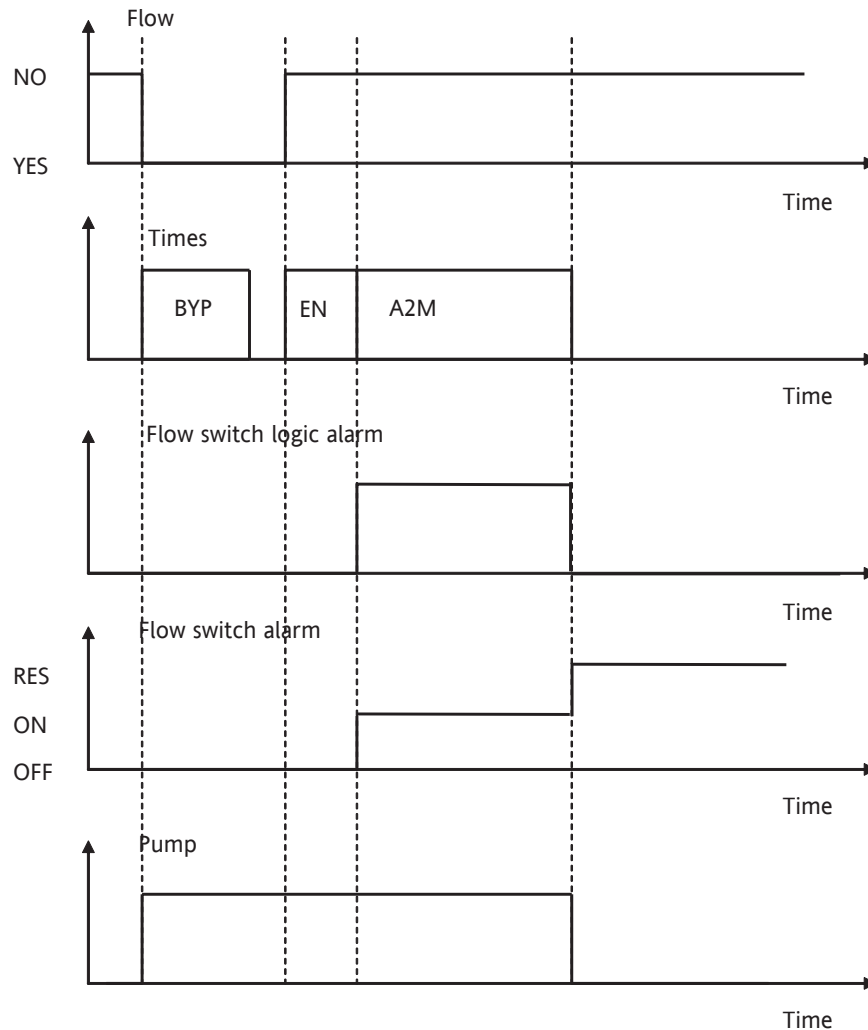 Flow
NO
YES
Time
Times
BYP
EN
A2M
Time
Flow switch logic alarm
Time
Flow switch alarm
RES
ON
OFF
Time
Pump
Time